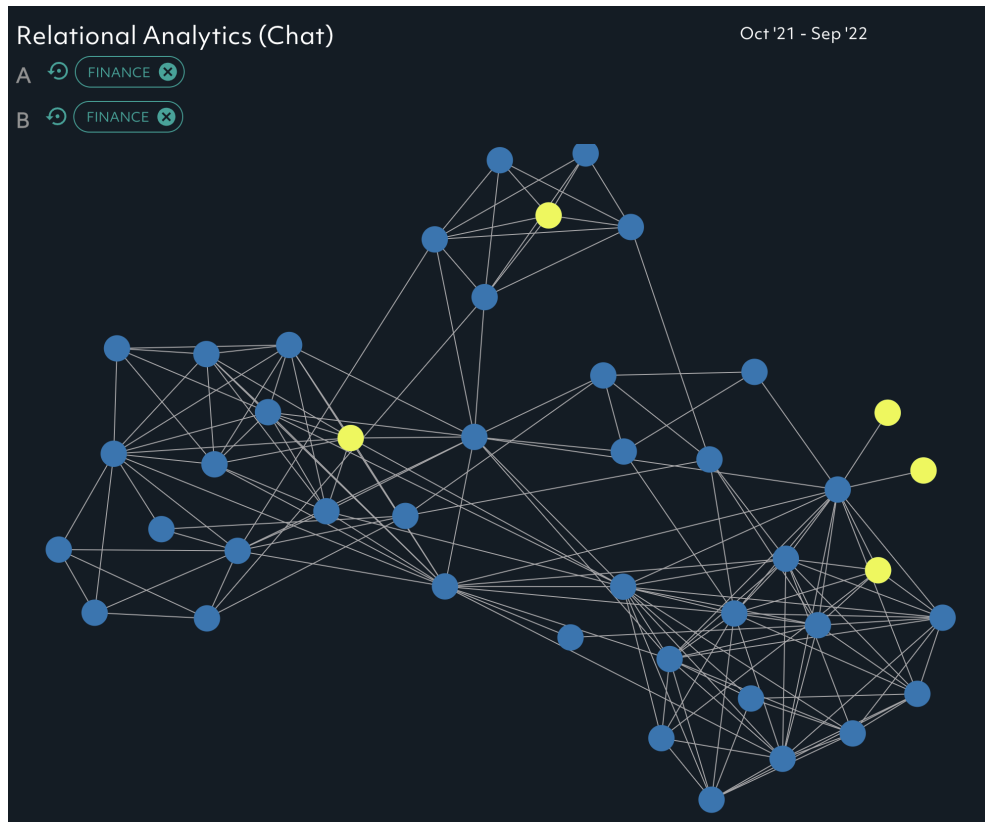 Relational Analytics (Chat)
Oct '21 - Sep '22
A FINANCE
B FINANCE